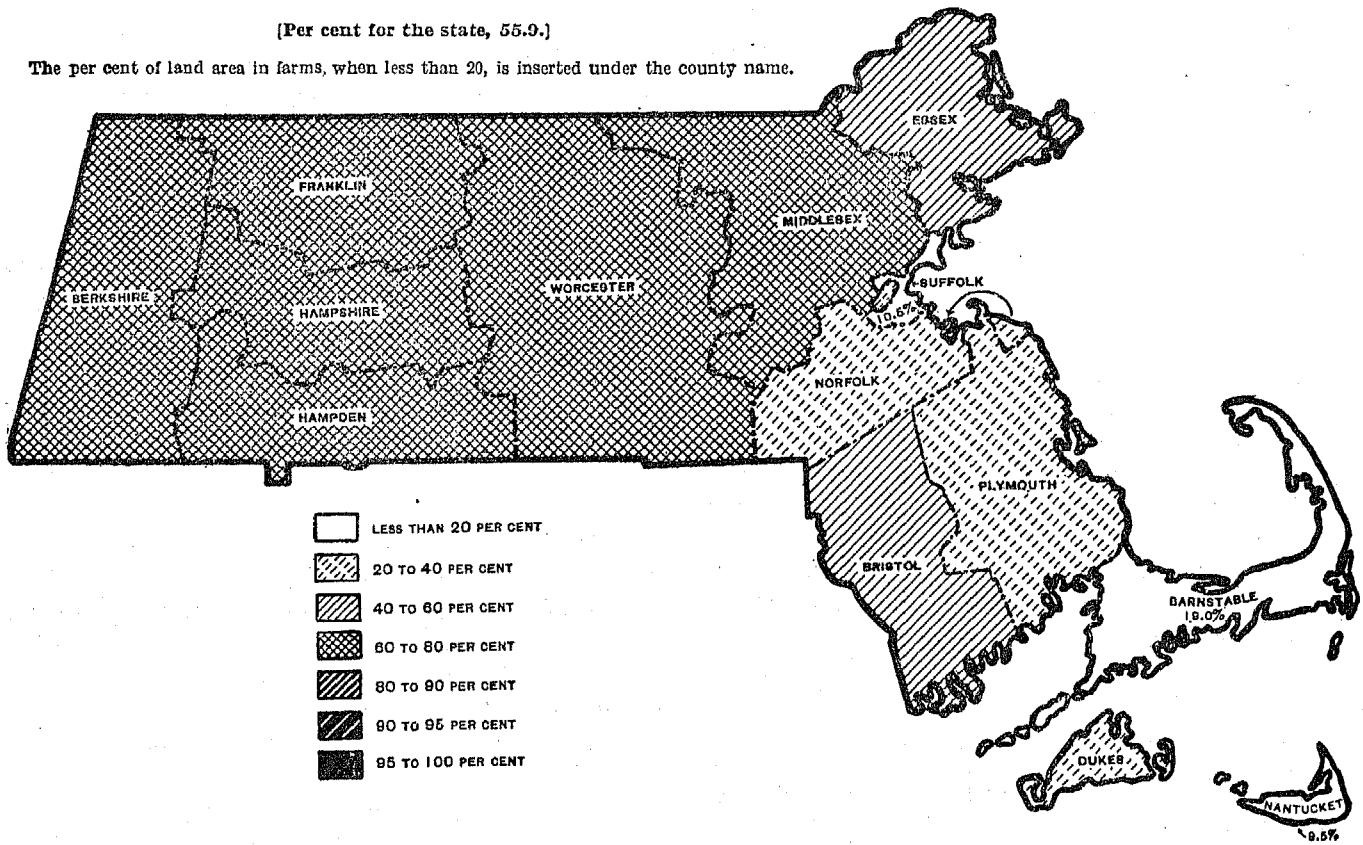 [Per cent for the state, 55.9.]
The per cent of land area in farms, when less than 20, is inserted under the county name.
ESSEX
FRANKLIN
MIDDLESEX
BERKSHIRE
HAMPSHIRE
WORCESTER
SUFFOLK
10.5%
NORFOLK
HAMPDEN
PLYMOUTH
BRISTOL
BARNSTABLE
19.0%
DUKES
NANTUCKET
9.5%
LESS THAN 20 PER CENT
20 TO 40 PER CENT
40 TO 60 PER CENT
60 TO 80 PER CENT
80 TO 90 PER CENT
90 TO 95 PER CENT
95 TO 100 PER CENT